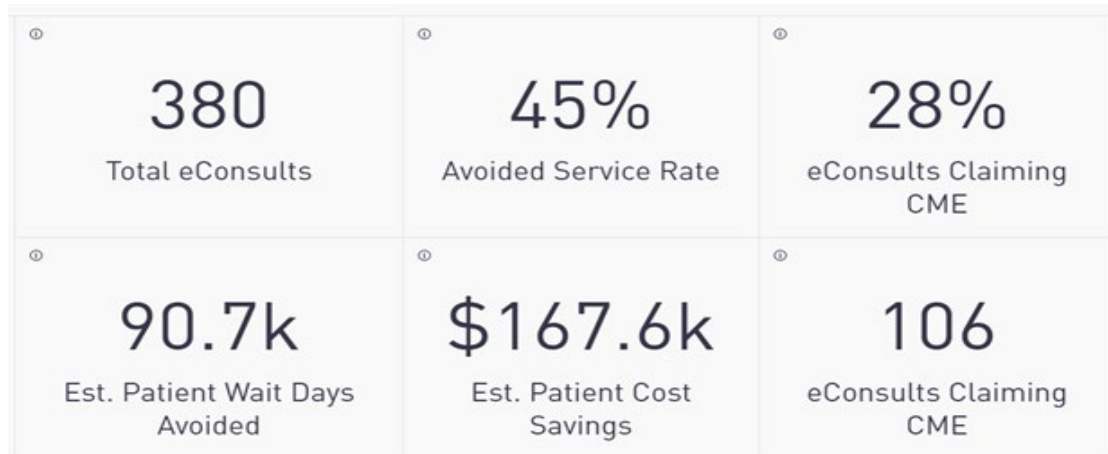 380
Total eConsults
45%
Avoided Service Rate
28%
eConsults Claiming
CME
90.7k
Est. Patient Wait Days
Avoided
$167.6k
Est. Patient Cost
Savings
106
eConsults Claiming
CME